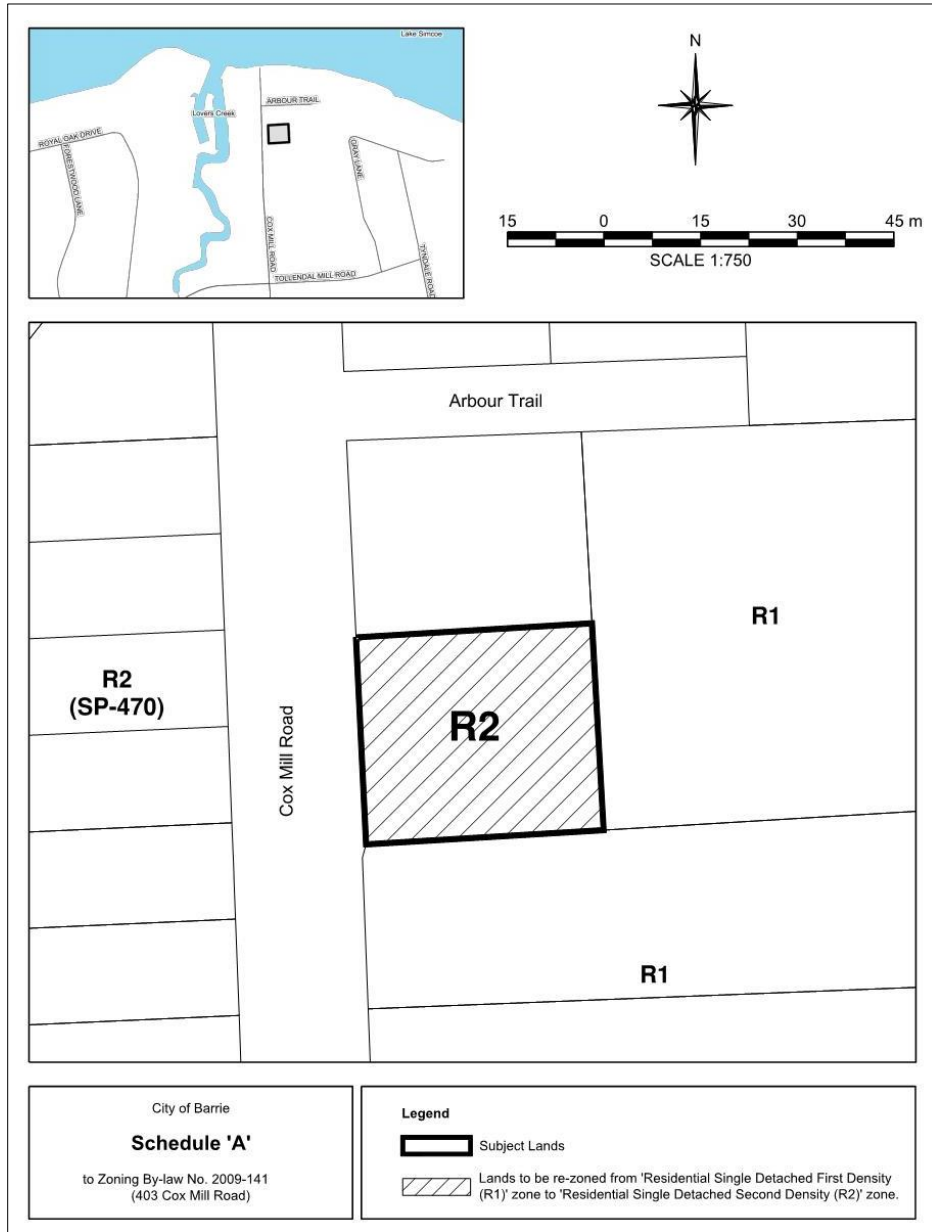 Lake Simcoe
ARBOUR TRAIL
Lovers Creek
ROYAL OAK DRIVE
FORESTWOOD LANE
GRAY LANE
COX MILL ROAD
TOLLENDAL MILL ROAD
TYNDALE ROAD
N
15 0 15 30 45 m
SCALE 1:750
Arbour Trail
R1
R2
(SP-470)
R2
Cox Mill Road
R1
City of Barrie
Schedule 'A'
to Zoning By-law No. 2009-141
(403 Cox Mill Road)
Legend
Subject Lands
Lands to be re-zoned from 'Residential Single Detached First Density
(R1)' zone to 'Residential Single Detached Second Density (R2)' zone.